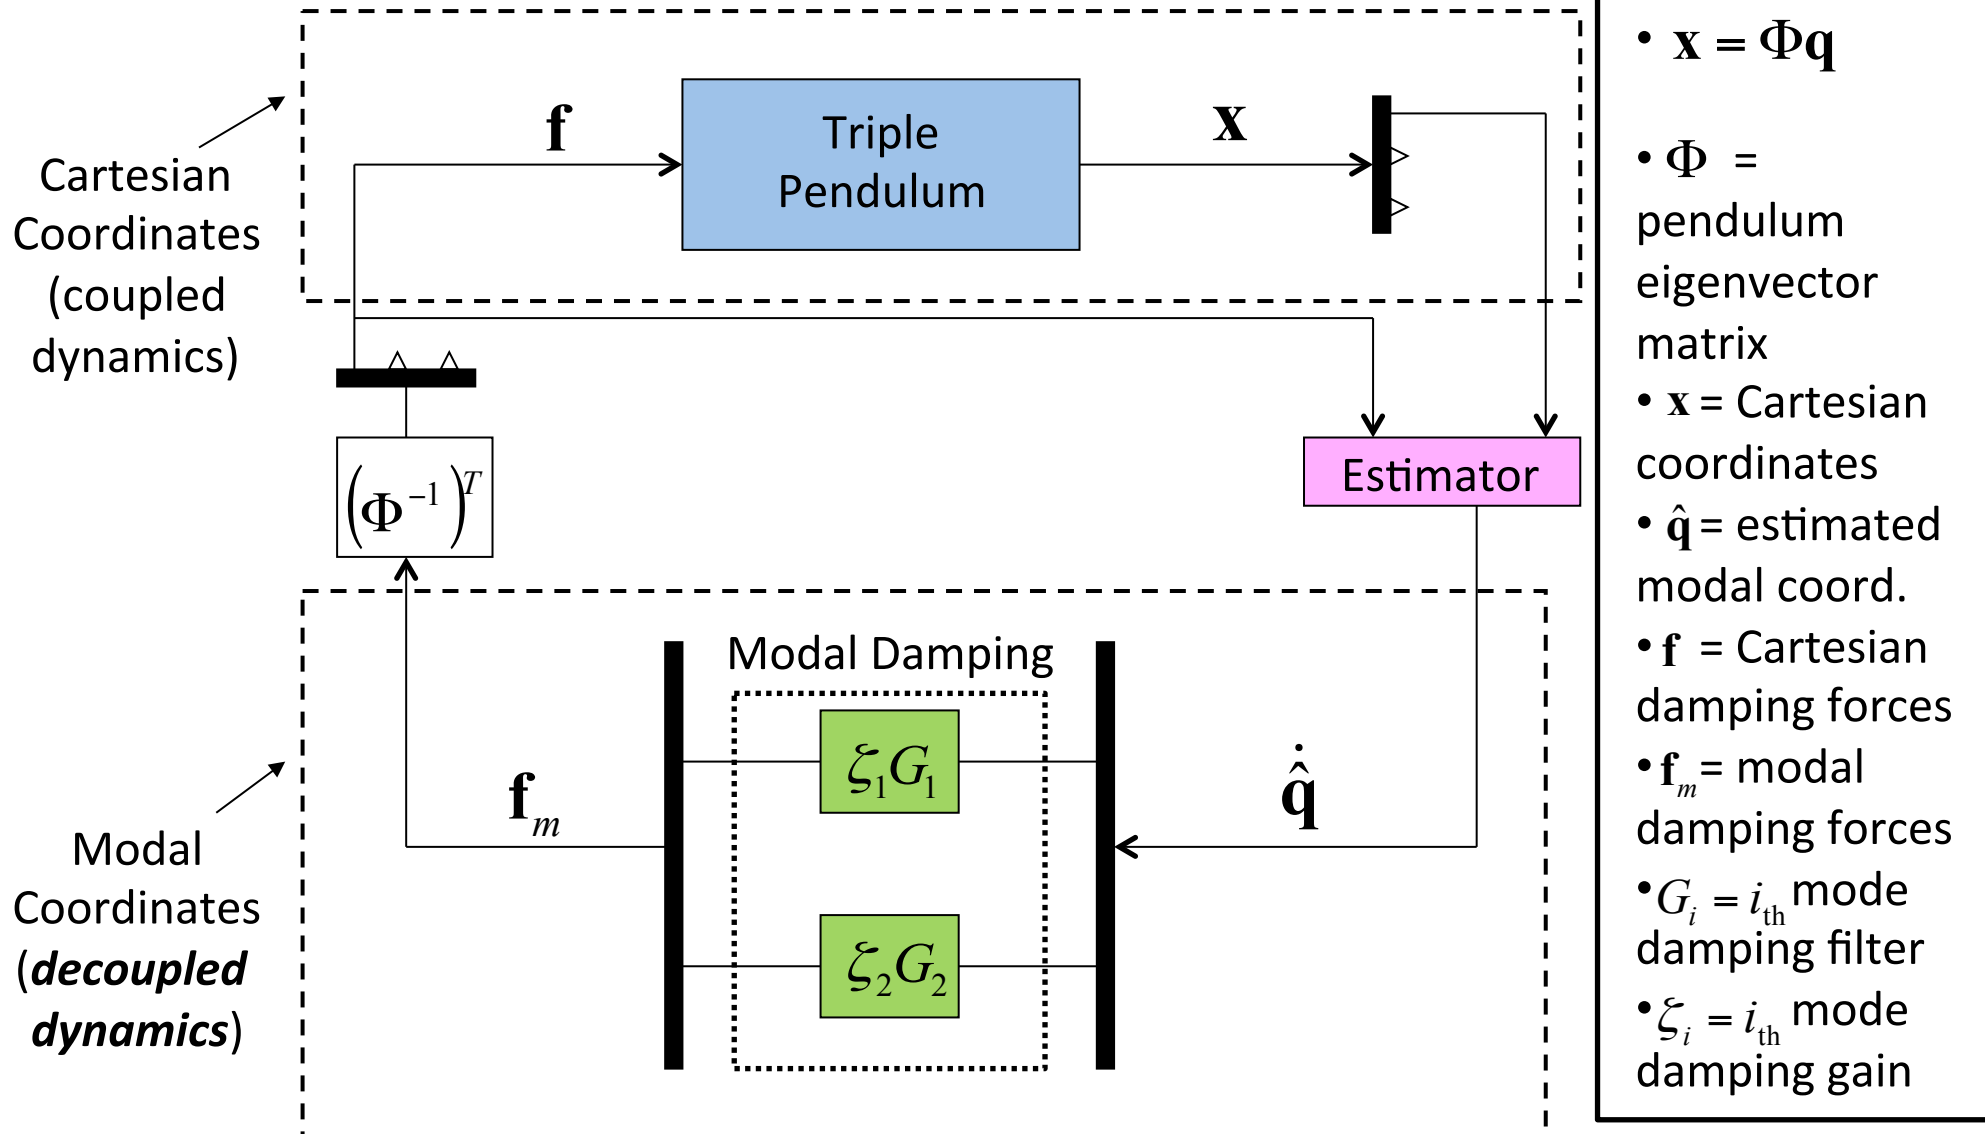 Cartesian
Coordinates
(coupled
dynamics)
f
Triple
Pendulum
x
(Φ⁻¹)ᵀ
Estimator
Modal
Coordinates
(decoupled
dynamics)
Modal Damping
fₘ
ζ₁G₁
ζ₂G₂
q̂̇
• x = Φq
• Φ =
pendulum
eigenvector
matrix
• x = Cartesian
coordinates
• q̂ = estimated
modal coord.
• f = Cartesian
damping forces
• fₘ = modal
damping forces
• Gᵢ = iₜₕ mode
damping filter
• ζᵢ = iₜₕ mode
damping gain